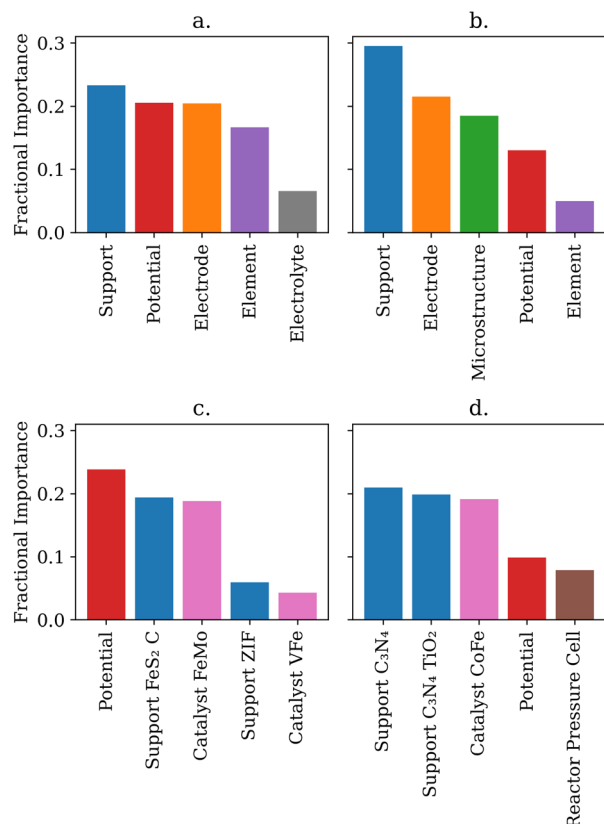 a.
Fractional Importance
0.3
0.2
0.1
0.0
Support
Potential
Electrode
Element
Electrolyte
b.
Support
Electrode
Microstructure
Potential
Element
c.
Fractional Importance
0.3
0.2
0.1
0.0
Potential
Support FeS₂ C
Catalyst FeMo
Support ZIF
Catalyst VFe
d.
Support C₃N₄
Support C₃N₄ TiO₂
Catalyst CoFe
Potential
Reactor Pressure Cell